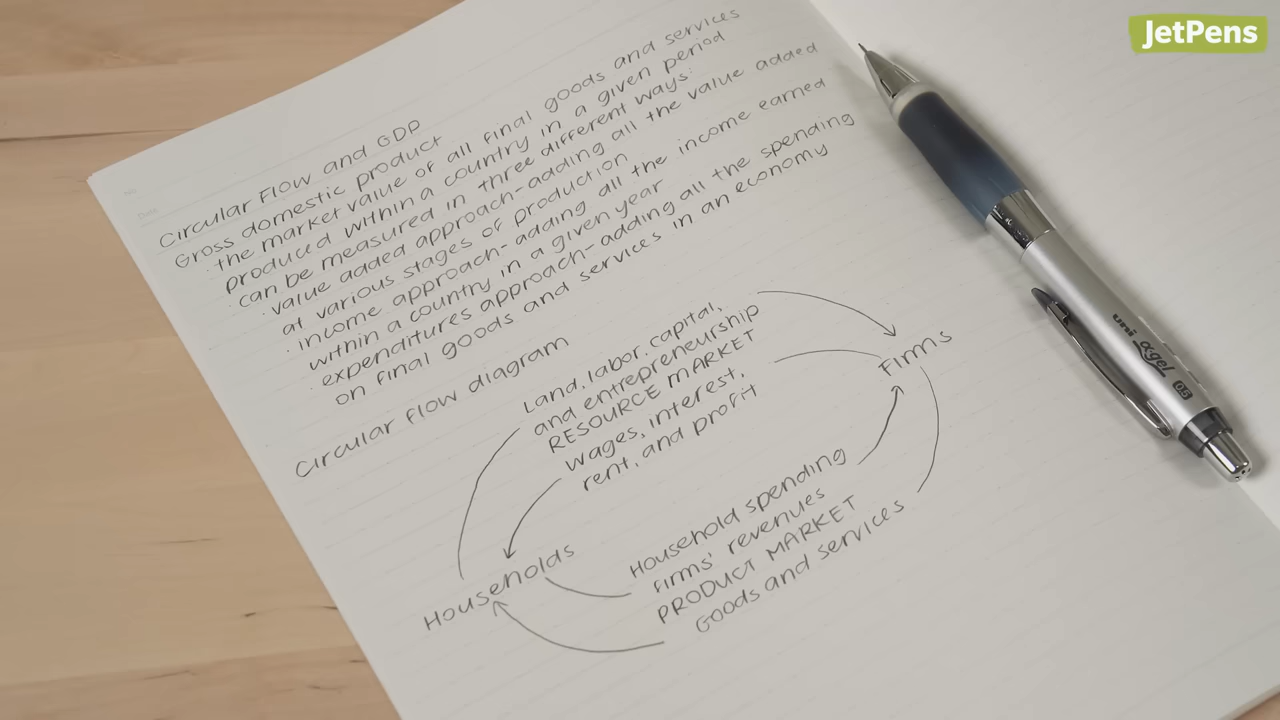 JetPens
Circular Flow and GDP
Gross domestic product
· the market value of all final goods and services
produced within a country in a given period
· can be measured in three different ways:
· value added approach-adding all the value added
at various stages of production
· income approach-adding all the income earned
within a country in a given year
· expenditures approach-adding all the spending
on final goods and services in an economy
Circular flow diagram
Land, labor, capital,
and entrepreneurship
RESOURCE MARKET
wages, interest,
rent, and profit
Firms
Households
Household spending
Firms' revenues
PRODUCT MARKET
Goods and services
uni αgel 0.5